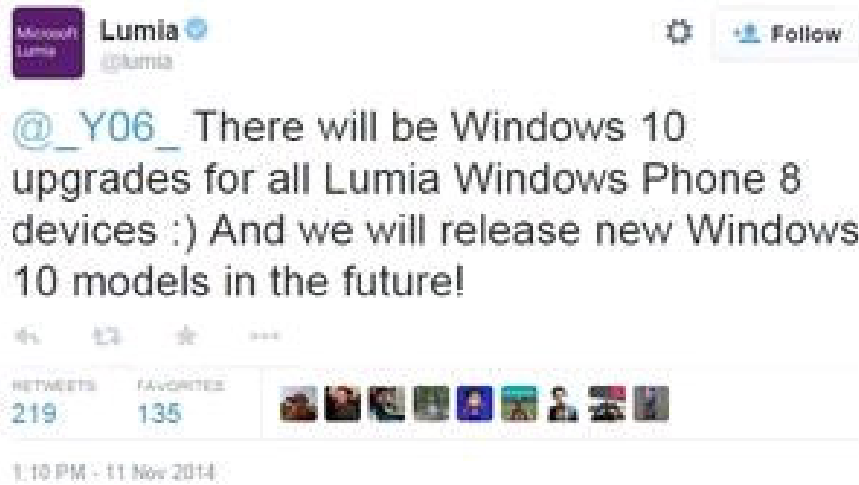 Microsoft
Lumia
Lumia
@lumia
Follow
@_Y06_ There will be Windows 10
upgrades for all Lumia Windows Phone 8
devices :) And we will release new Windows
10 models in the future!
RETWEETS
219
FAVORITES
135
1:10 PM - 11 Nov 2014